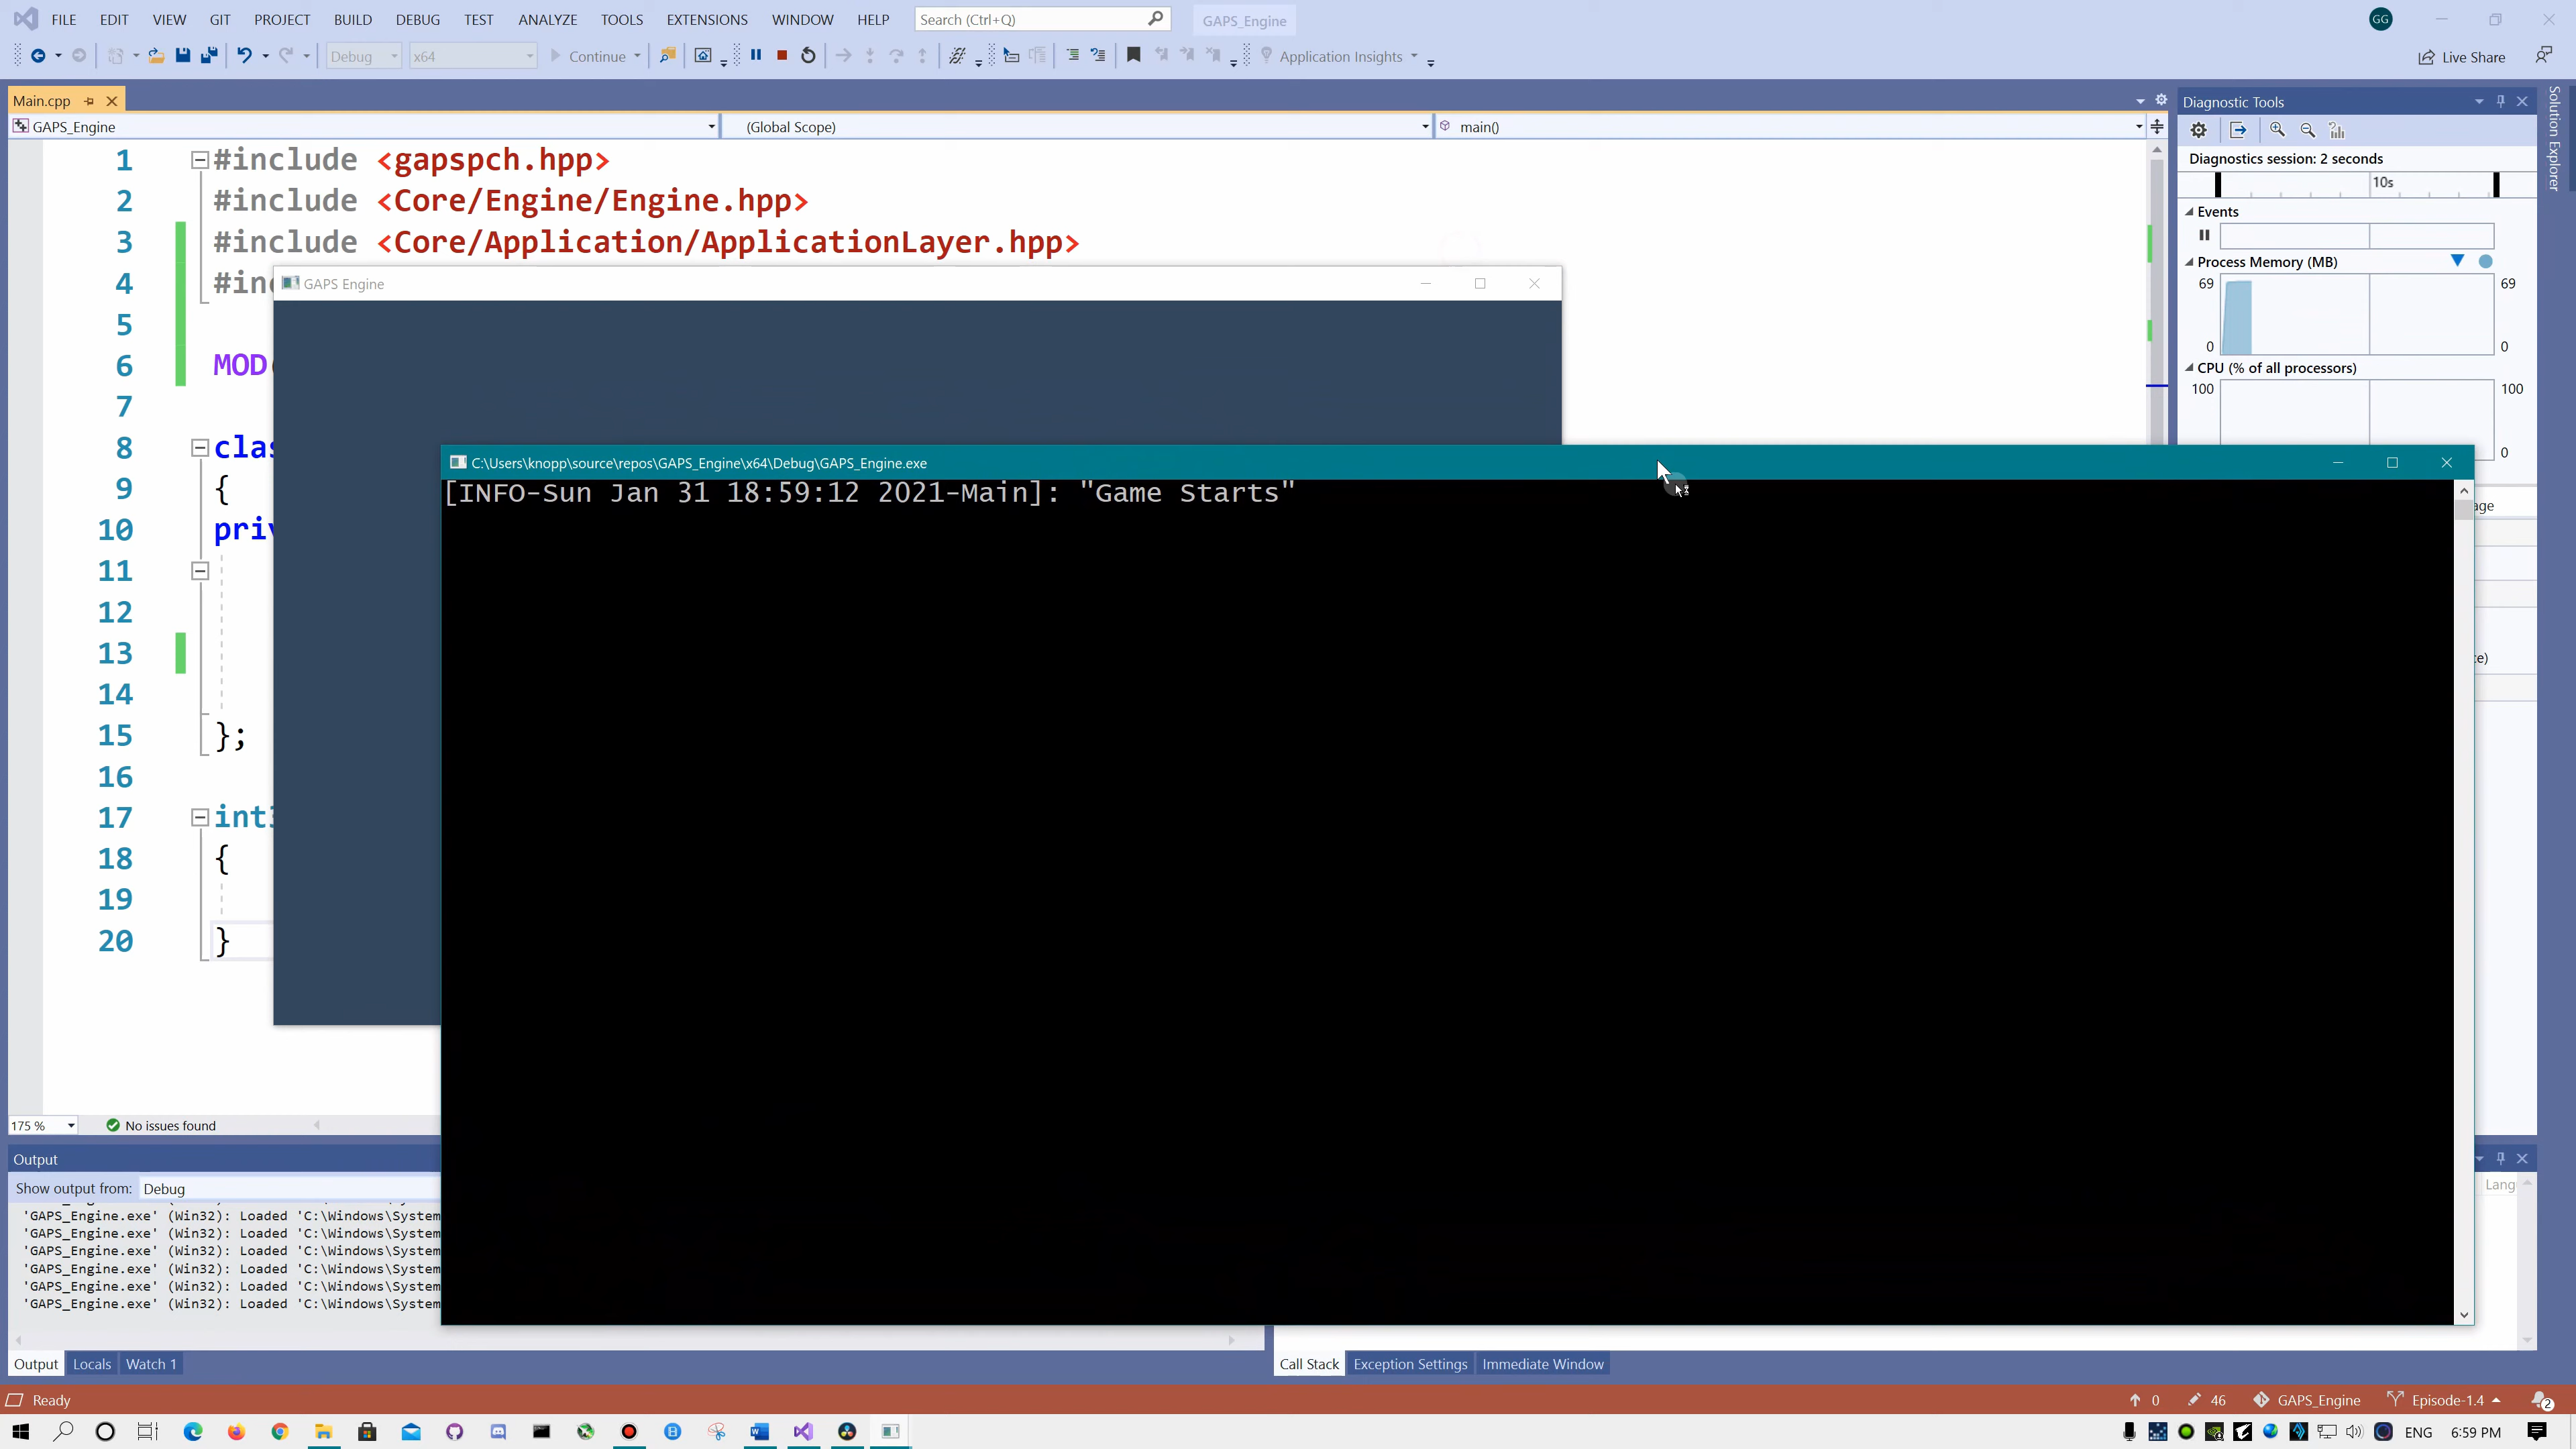 FILE EDIT VIEW GIT PROJECT BUILD DEBUG TEST ANALYZE TOOLS EXTENSIONS WINDOW HELP Search (Ctrl+Q) GAPS_Engine GG
Debug x64 Continue Application Insights Live Share
Main.cpp
GAPS_Engine (Global Scope) main()
1 #include <gapspch.hpp>
2 #include <Core/Engine/Engine.hpp>
3 #include <Core/Application/ApplicationLayer.hpp>
4 #inc
5
6 MOD
7
8 clas
9 {
10 priv
11
12
13
14
15 };
16
17 int3
18 {
19
20 }
GAPS Engine
C:\Users\knopp\source\repos\GAPS_Engine\x64\Debug\GAPS_Engine.exe
[INFO-Sun Jan 31 18:59:12 2021-Main]: "Game Starts"
Diagnostic Tools
Diagnostics session: 2 seconds
10s
Events
Process Memory (MB)
69 69
0 0
CPU (% of all processors)
100 100
0
age
te)
Solution Explorer
175 % No issues found
Output
Show output from: Debug
'GAPS_Engine.exe' (Win32): Loaded 'C:\Windows\System
'GAPS_Engine.exe' (Win32): Loaded 'C:\Windows\System
'GAPS_Engine.exe' (Win32): Loaded 'C:\Windows\System
'GAPS_Engine.exe' (Win32): Loaded 'C:\Windows\System
'GAPS_Engine.exe' (Win32): Loaded 'C:\Windows\System
'GAPS_Engine.exe' (Win32): Loaded 'C:\Windows\System
Lang
Output Locals Watch 1
Call Stack Exception Settings Immediate Window
Ready 0 46 GAPS_Engine Episode-1.4 2
ENG 6:59 PM